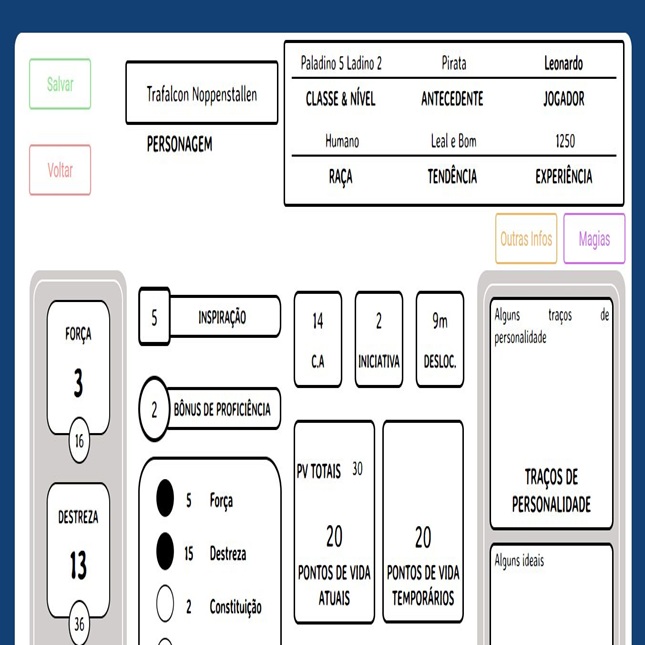 Salvar
Voltar
Trafalcon Noppenstallen
PERSONAGEM
Paladino 5 Ladino 2 Pirata Leonardo
CLASSE & NÍVEL ANTECEDENTE JOGADOR
Humano Leal e Bom 1250
RAÇA TENDÊNCIA EXPERIÊNCIA
Outras Infos Magias
FORÇA
3
16
DESTREZA
13
36
5 INSPIRAÇÃO
2 BÔNUS DE PROFICIÊNCIA
5 Força
15 Destreza
2 Constituição
14
C.A
2
INICIATIVA
9m
DESLOC.
PV TOTAIS 30
20
PONTOS DE VIDA
ATUAIS
20
PONTOS DE VIDA
TEMPORÁRIOS
Alguns traços de
personalidade
TRAÇOS DE
PERSONALIDADE
Alguns ideais